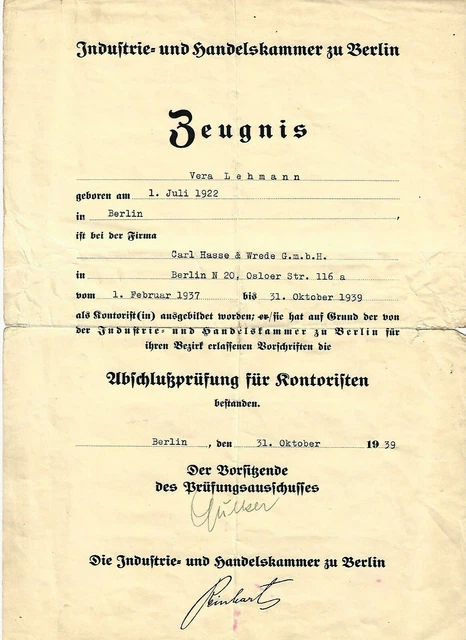 Industrie- und Handelskammer zu Berlin
Zeugnis
Vera Lehmann
geboren am 1. Juli 1922
in Berlin,
ist bei der Firma
Carl Hasse & Wrede G.m.b.H.
in Berlin N 20, Osloer Str. 116 a
vom 1. Februar 1937 bis 31. Oktober 1939
als Kontorist(in) ausgebildet worden; er/sie hat auf Grund der von
der Industrie- und Handelskammer zu Berlin für
ihren Bezirk erlassenen Vorschriften die
Abschlußprüfung für Kontoristen
bestanden.
Berlin, den 31. Oktober 1939
Der Vorsitzende
des Prüfungsausschusses
Die Industrie- und Handelskammer zu Berlin
Reinhart